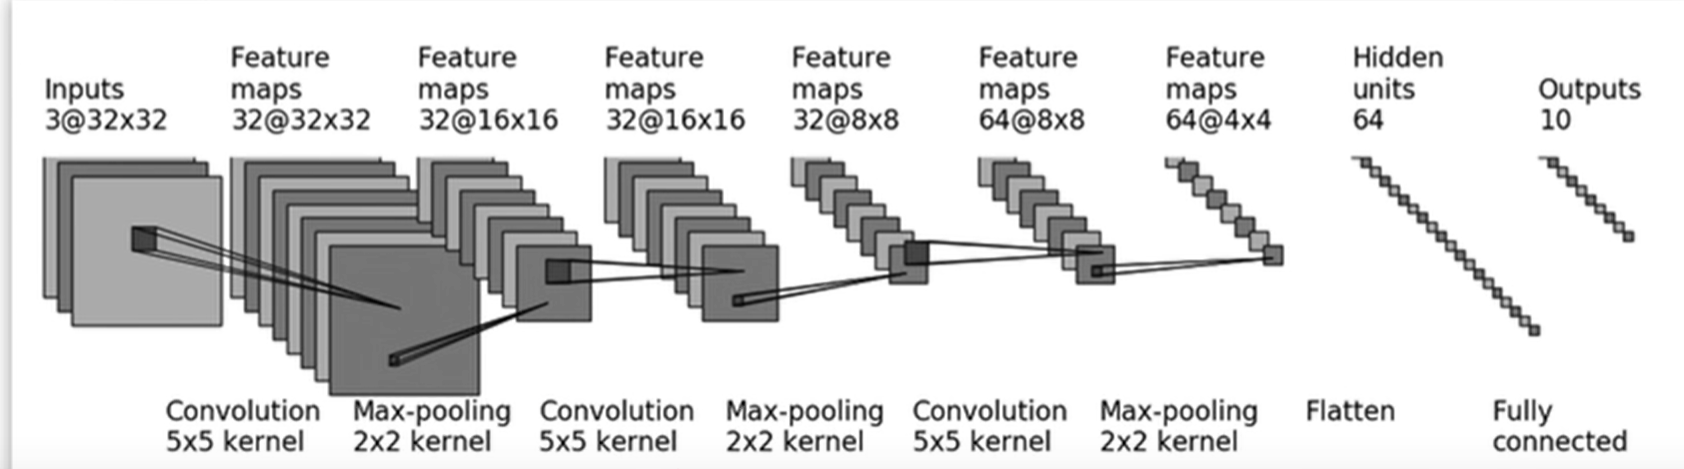 Inputs
3@32x32
Feature
maps
32@32x32
Feature
maps
32@16x16
Feature
maps
32@16x16
Feature
maps
32@8x8
Feature
maps
64@8x8
Feature
maps
64@4x4
Hidden
units
64
Outputs
10
Convolution
5x5 kernel
Max-pooling
2x2 kernel
Convolution
5x5 kernel
Max-pooling
2x2 kernel
Convolution
5x5 kernel
Max-pooling
2x2 kernel
Flatten
Fully
connected